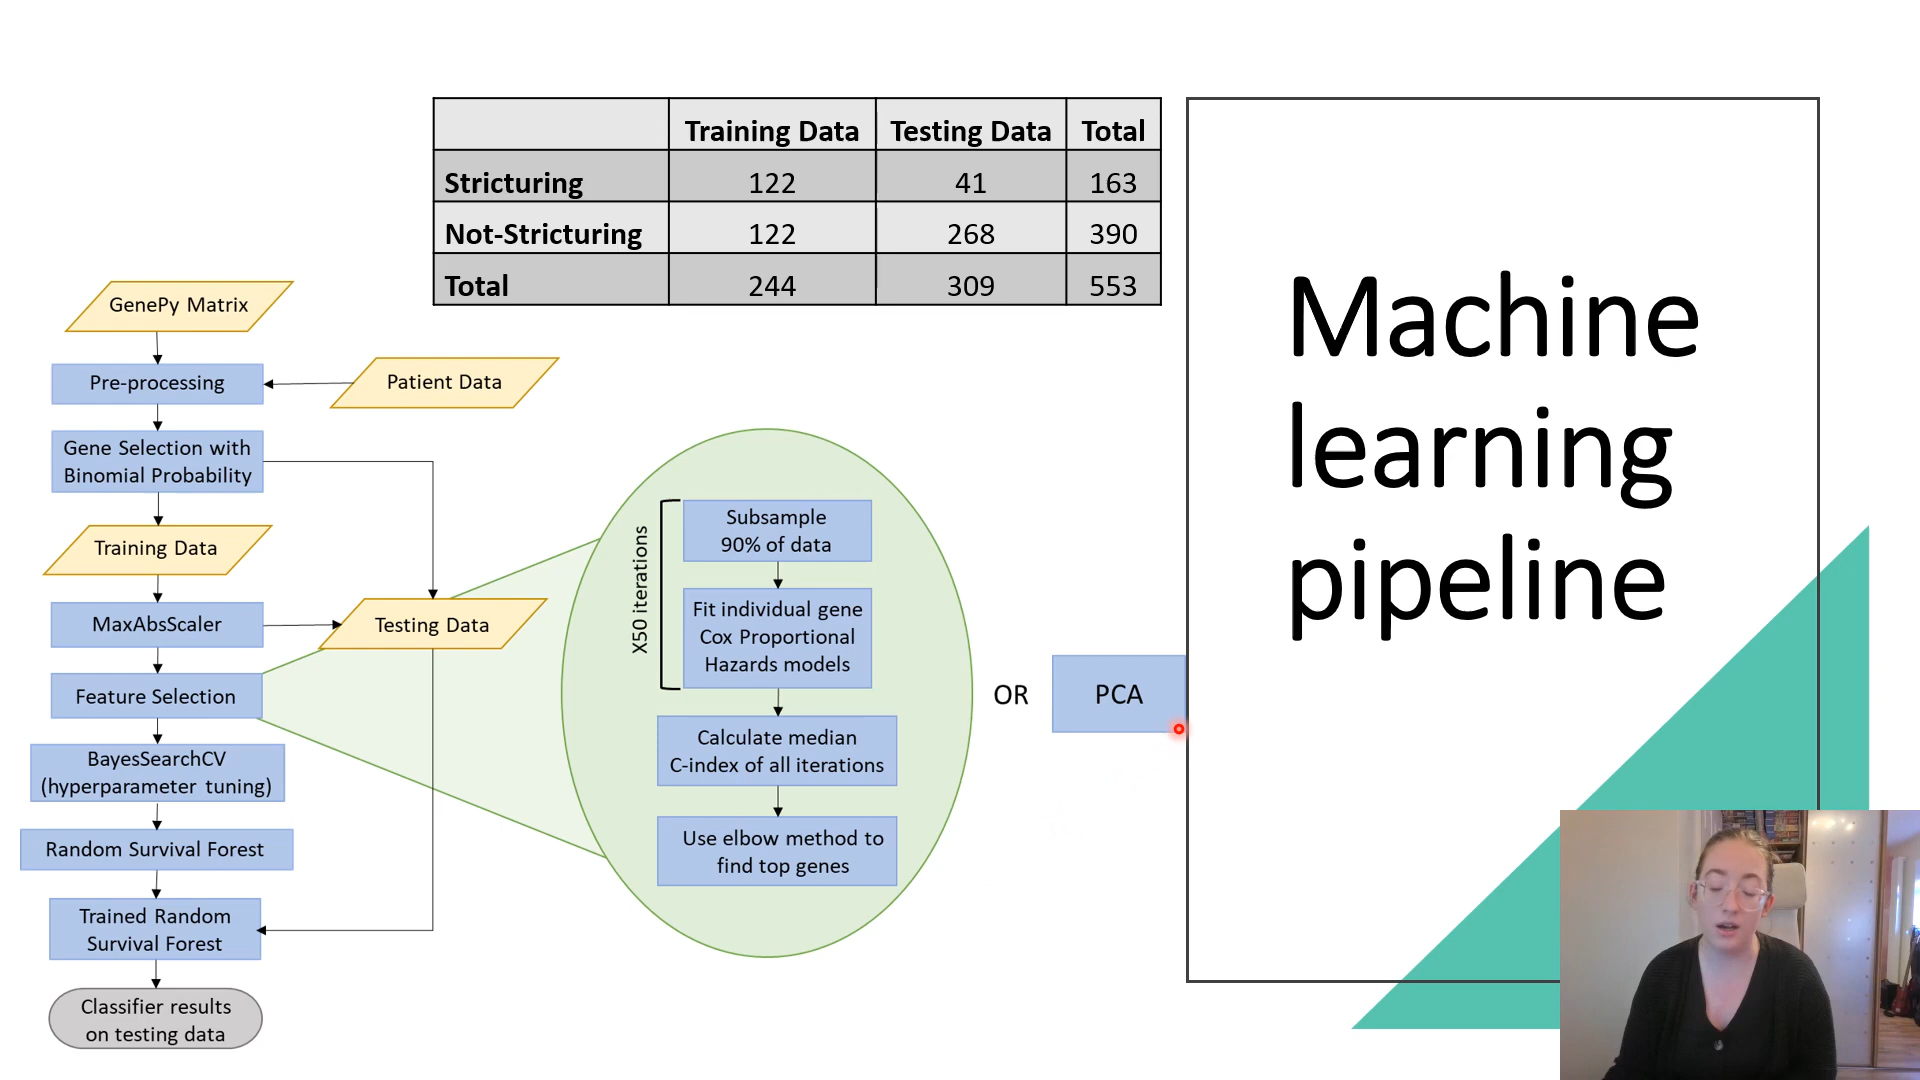 Training Data Testing Data Total
Stricturing 122 41 163
Not-Stricturing 122 268 390
Total 244 309 553
Machine
learning
pipeline
GenePy Matrix
Pre-processing
Patient Data
Gene Selection with
Binomial Probability
Training Data
MaxAbsScaler
Testing Data
Feature Selection
BayesSearchCV
(hyperparameter tuning)
Random Survival Forest
Trained Random
Survival Forest
Classifier results
on testing data
X50 iterations
Subsample
90% of data
Fit individual gene
Cox Proportional
Hazards models
Calculate median
C-index of all iterations
Use elbow method to
find top genes
OR
PCA